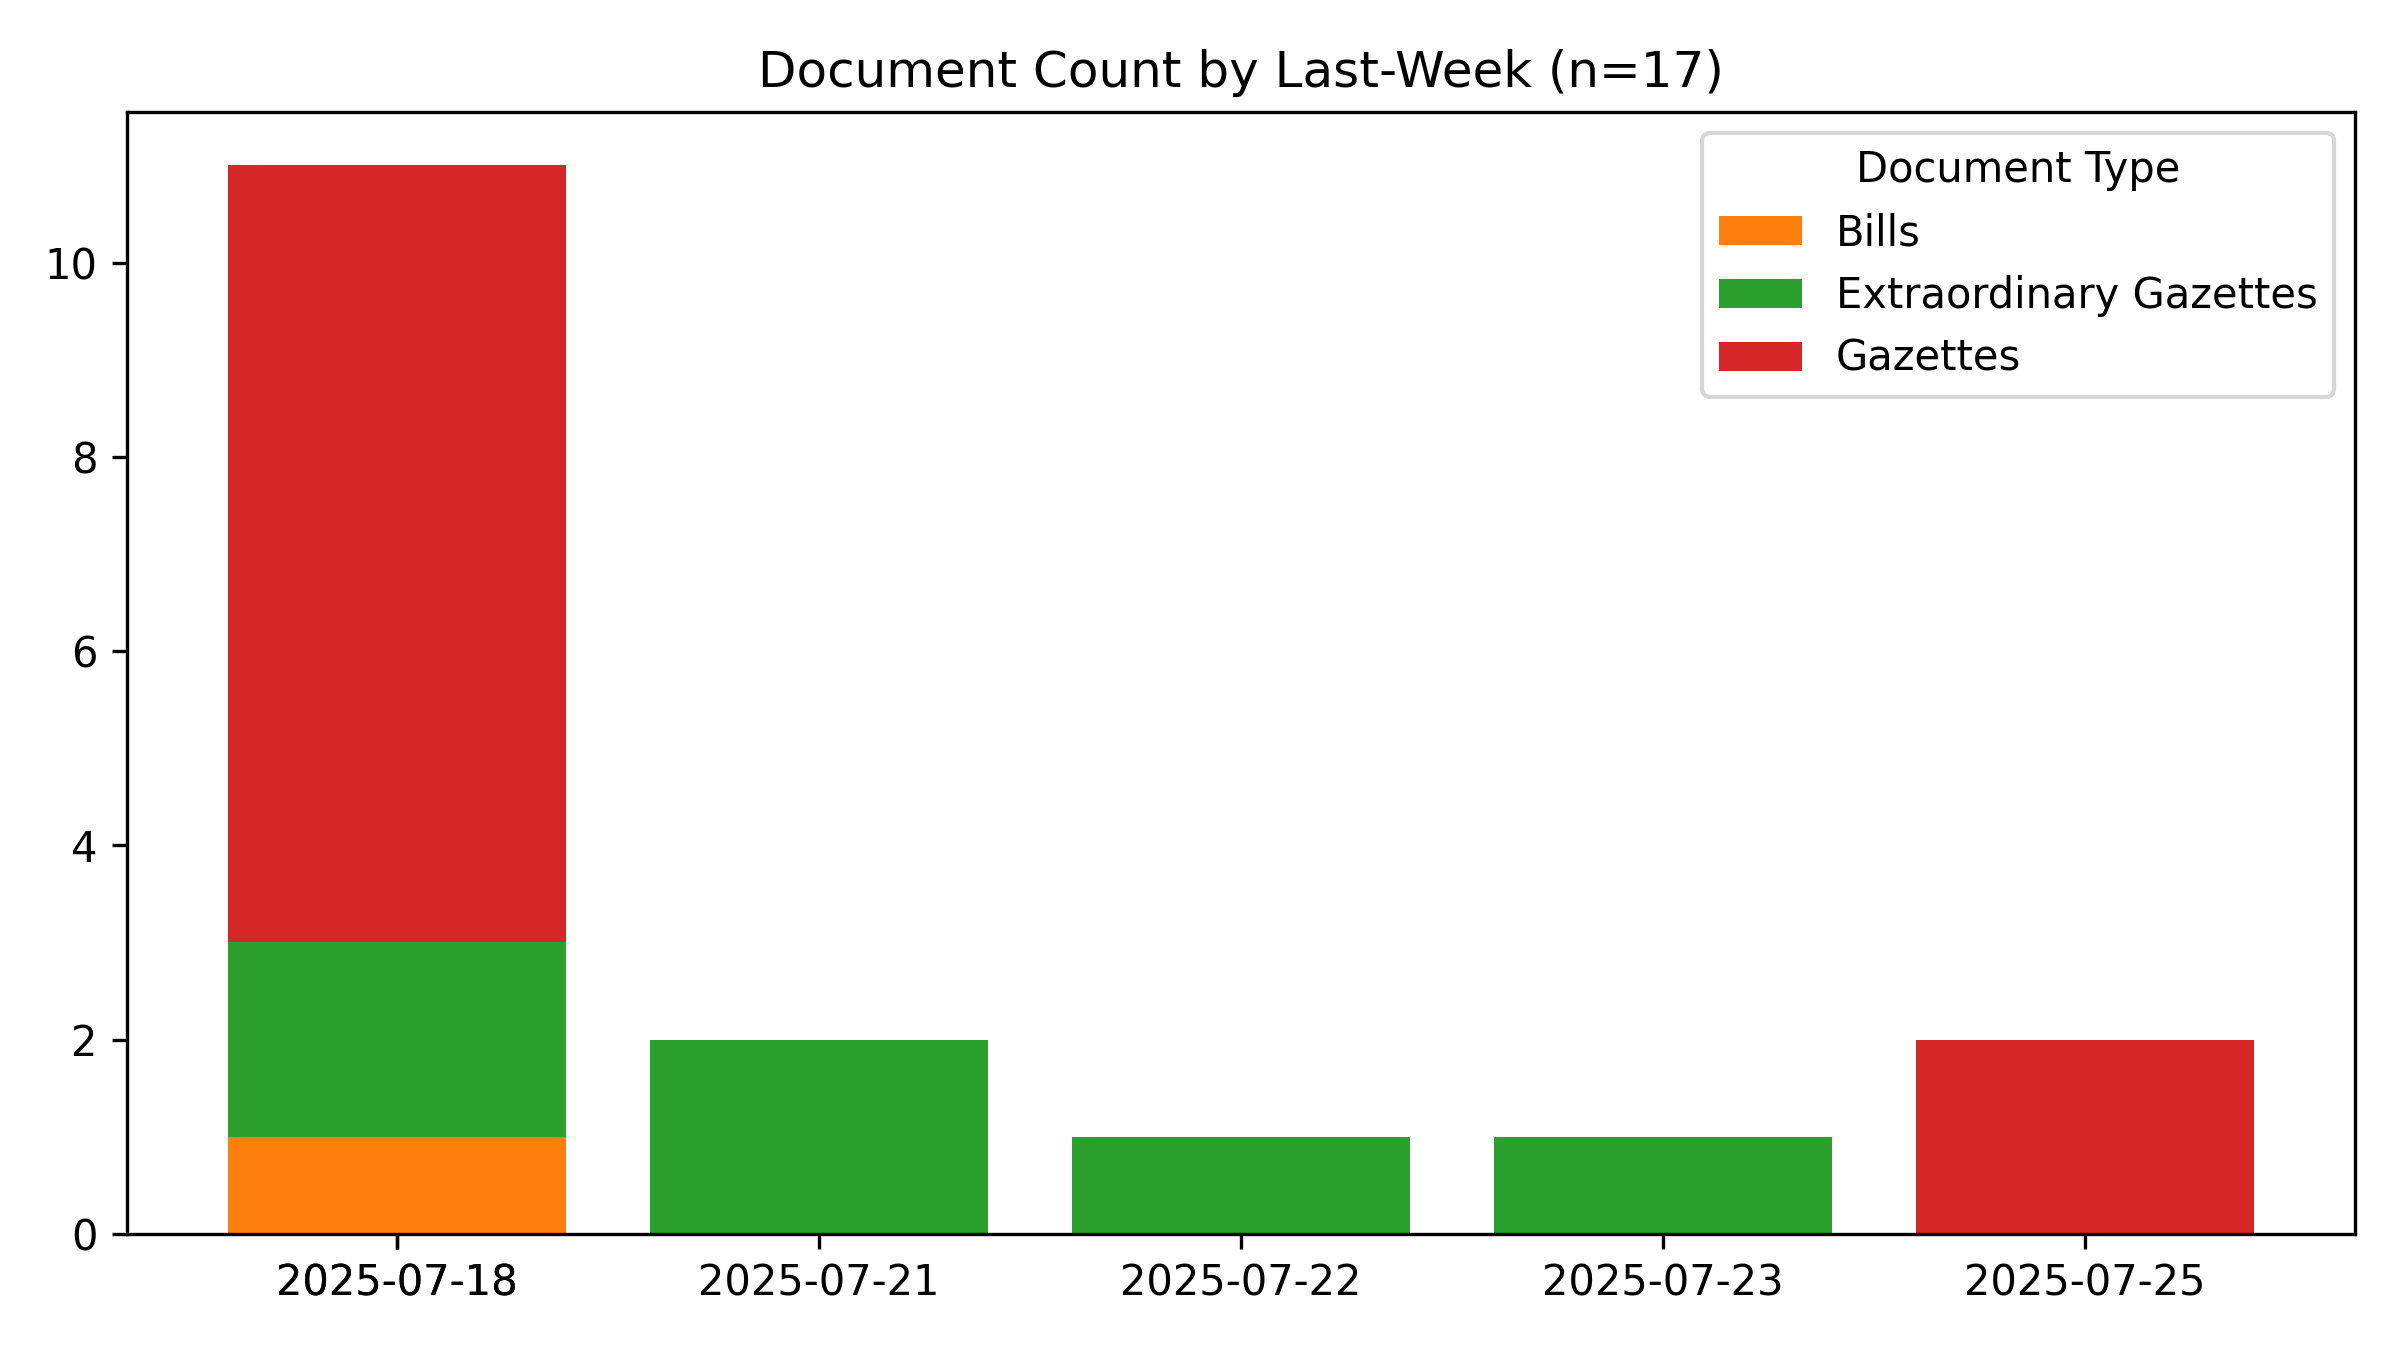 Document Count by Last-Week (n=17)
Document Type
Bills
Extraordinary Gazettes
Gazettes
10
8
6
4
2
0
2025-07-18
2025-07-21
2025-07-22
2025-07-23
2025-07-25